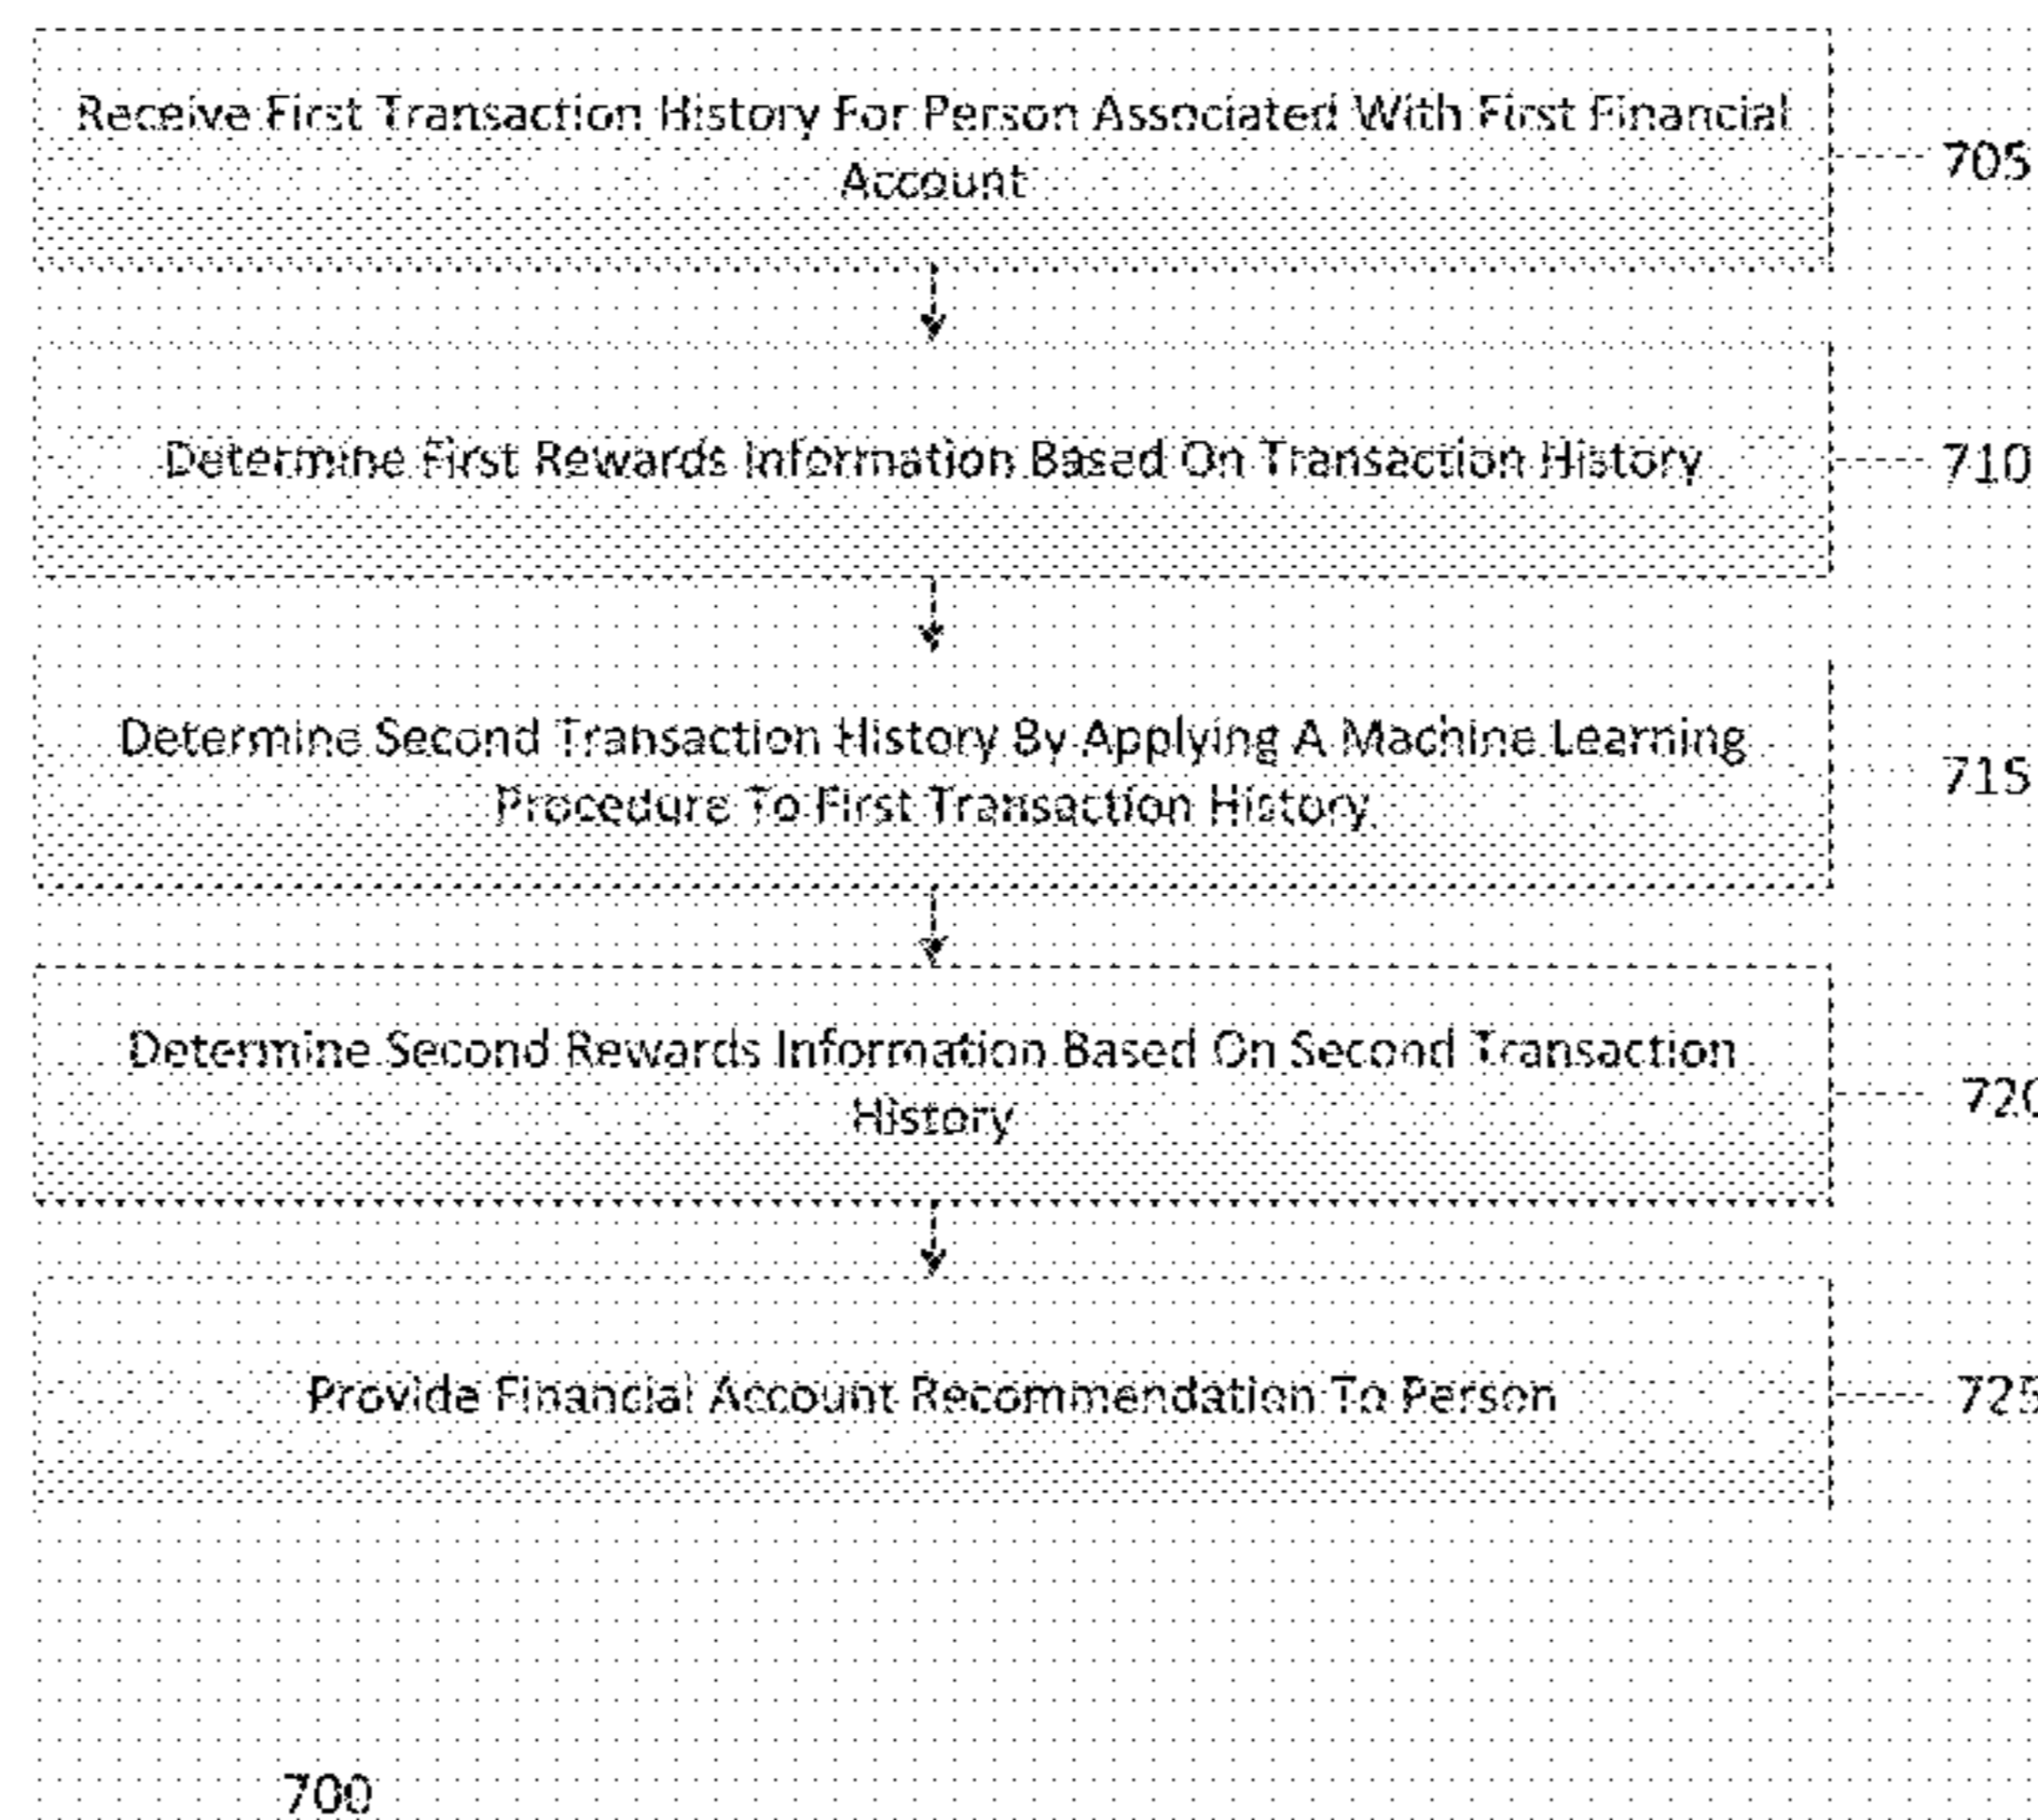 Receive First Transaction History For Person Associated With First Financial
Account
705
Determine First Rewards Information Based On Transaction History
710
Determine Second Transaction History By Applying A Machine Learning
Procedure To First Transaction History
715
Determine Second Rewards Information Based On Second Transaction
History
720
Provide Financial Account Recommendation To Person
725
700